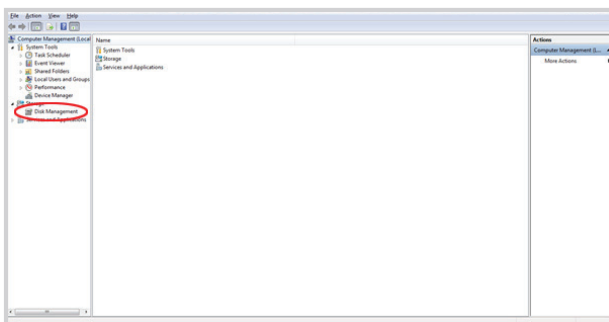 File Action View Help
Computer Management (Local
System Tools
Task Scheduler
Event Viewer
Shared Folders
Local Users and Groups
Performance
Device Manager
Storage
Disk Management
Services and Applications
Name
System Tools
Storage
Services and Applications
Actions
Computer Management (L...
More Actions